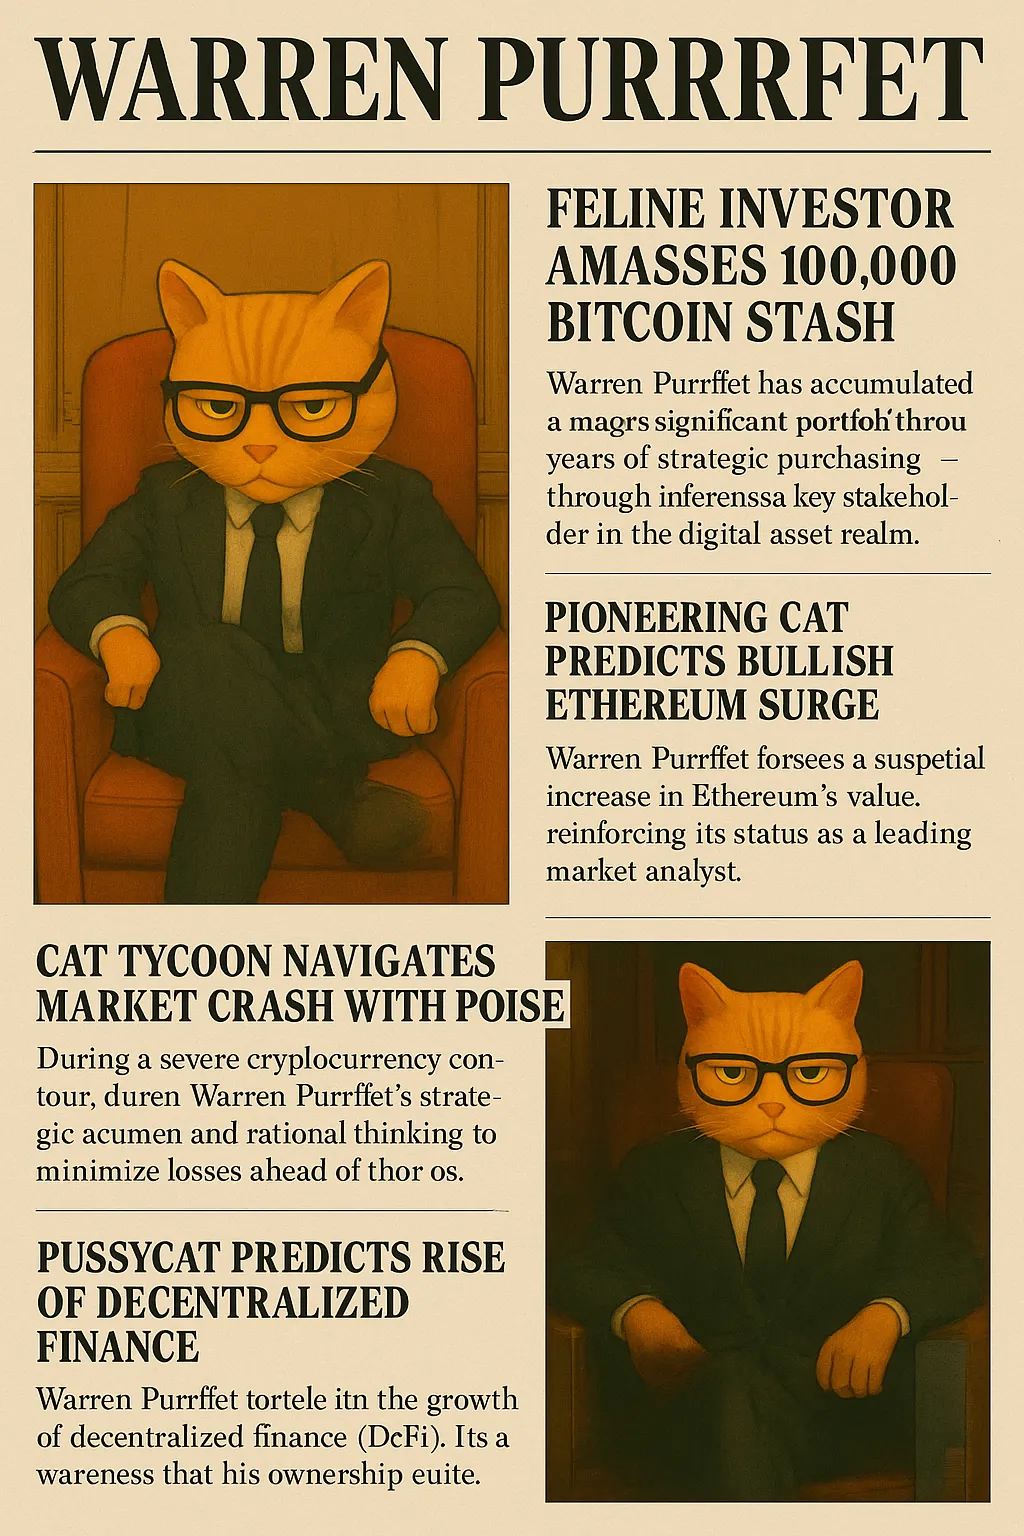 WARREN PURRRFET
FELINE INVESTOR
AMASSES 100,000
BITCOIN STASH
Warren Purrffet has accumulated
a magrs significant portfoh' throu
years of strategic purchasing –
through inferenssa key stakehol-
der in the digital asset realm.
PIONEERING CAT
PREDICTS BULLISH
ETHEREUM SURGE
Warren Purrffet forsees a suspetial
increase in Ethereum's value.
reinforcing its status as a leading
market analyst.
CAT TYCOON NAVIGATES
MARKET CRASH WITH POISE
During a severe cryplocurrency con-
tour, duren Warren Purrffet's strate-
gic acumen and rational thinking to
minimize losses ahead of thor os.
PUSSYCAT PREDICTS RISE
OF DECENTRALIZED
FINANCE
Warren Purrffet tortele itn the growth
of decentralized finance (DcFi). Its a
wareness that his ownership euite.